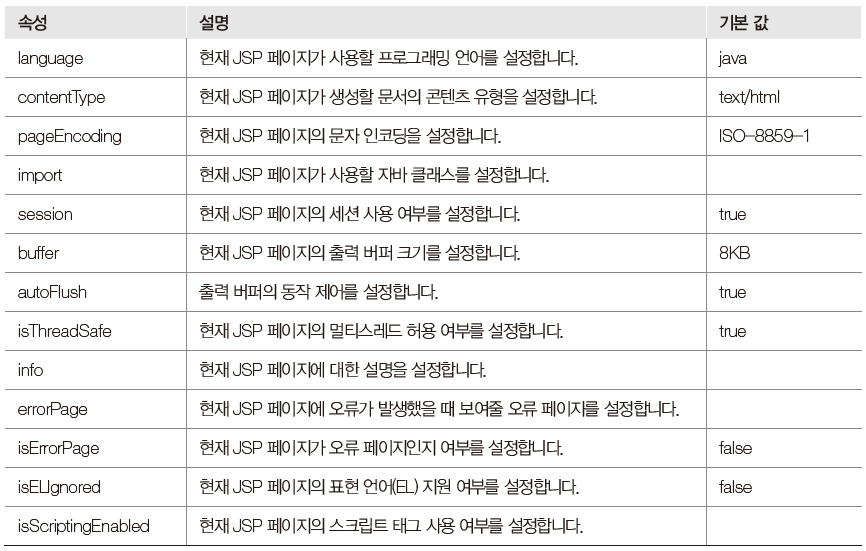 속성 설명 기본 값
language 현재 JSP 페이지가 사용할 프로그래밍 언어를 설정합니다. java
contentType 현재 JSP 페이지가 생성할 문서의 콘텐츠 유형을 설정합니다. text/html
pageEncoding 현재 JSP 페이지의 문자 인코딩을 설정합니다. ISO-8859-1
import 현재 JSP 페이지가 사용할 자바 클래스를 설정합니다.
session 현재 JSP 페이지의 세션 사용 여부를 설정합니다. true
buffer 현재 JSP 페이지의 출력 버퍼 크기를 설정합니다. 8KB
autoFlush 출력 버퍼의 동작 제어를 설정합니다. true
isThreadSafe 현재 JSP 페이지의 멀티스레드 허용 여부를 설정합니다. true
info 현재 JSP 페이지에 대한 설명을 설정합니다.
errorPage 현재 JSP 페이지에 오류가 발생했을 때 보여줄 오류 페이지를 설정합니다.
isErrorPage 현재 JSP 페이지가 오류 페이지인지 여부를 설정합니다. false
isELIgnored 현재 JSP 페이지의 표현 언어(EL) 지원 여부를 설정합니다. false
isScriptingEnabled 현재 JSP 페이지의 스크립트 태그 사용 여부를 설정합니다.